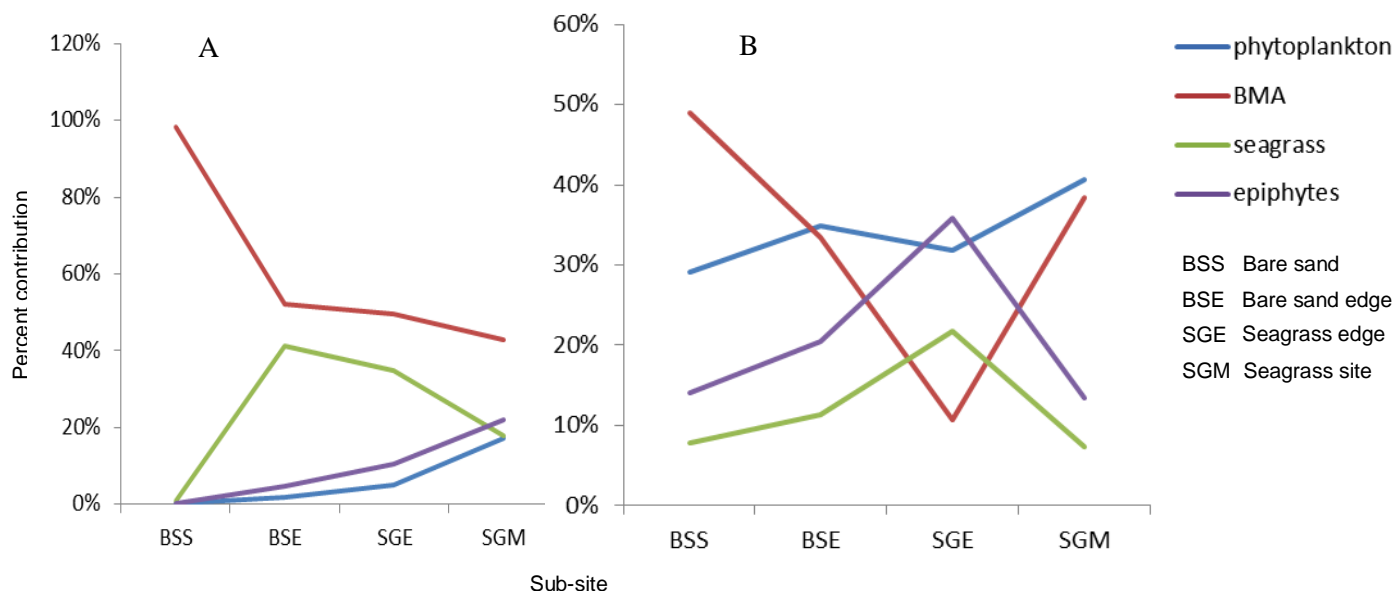 A
B
Percent contribution
120%
100%
80%
60%
40%
20%
0%
BSS BSE SGE SGM
60%
50%
40%
30%
20%
10%
0%
BSS BSE SGE SGM
Sub-site
phytoplankton
BMA
seagrass
epiphytes
BSS Bare sand
BSE Bare sand edge
SGE Seagrass edge
SGM Seagrass site